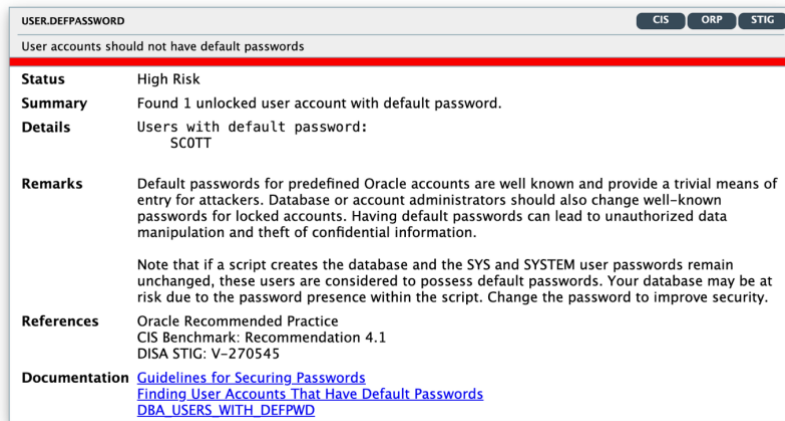 USER.DEFPASSWORD CIS ORP STIG
User accounts should not have default passwords
Status High Risk
Summary Found 1 unlocked user account with default password.
Details Users with default password:
SCOTT
Remarks Default passwords for predefined Oracle accounts are well known and provide a trivial means of
entry for attackers. Database or account administrators should also change well-known
passwords for locked accounts. Having default passwords can lead to unauthorized data
manipulation and theft of confidential information.
Note that if a script creates the database and the SYS and SYSTEM user passwords remain
unchanged, these users are considered to possess default passwords. Your database may be at
risk due to the password presence within the script. Change the password to improve security.
References Oracle Recommended Practice
CIS Benchmark: Recommendation 4.1
DISA STIG: V-270545
Documentation Guidelines for Securing Passwords
Finding User Accounts That Have Default Passwords
DBA_USERS_WITH_DEFPWD